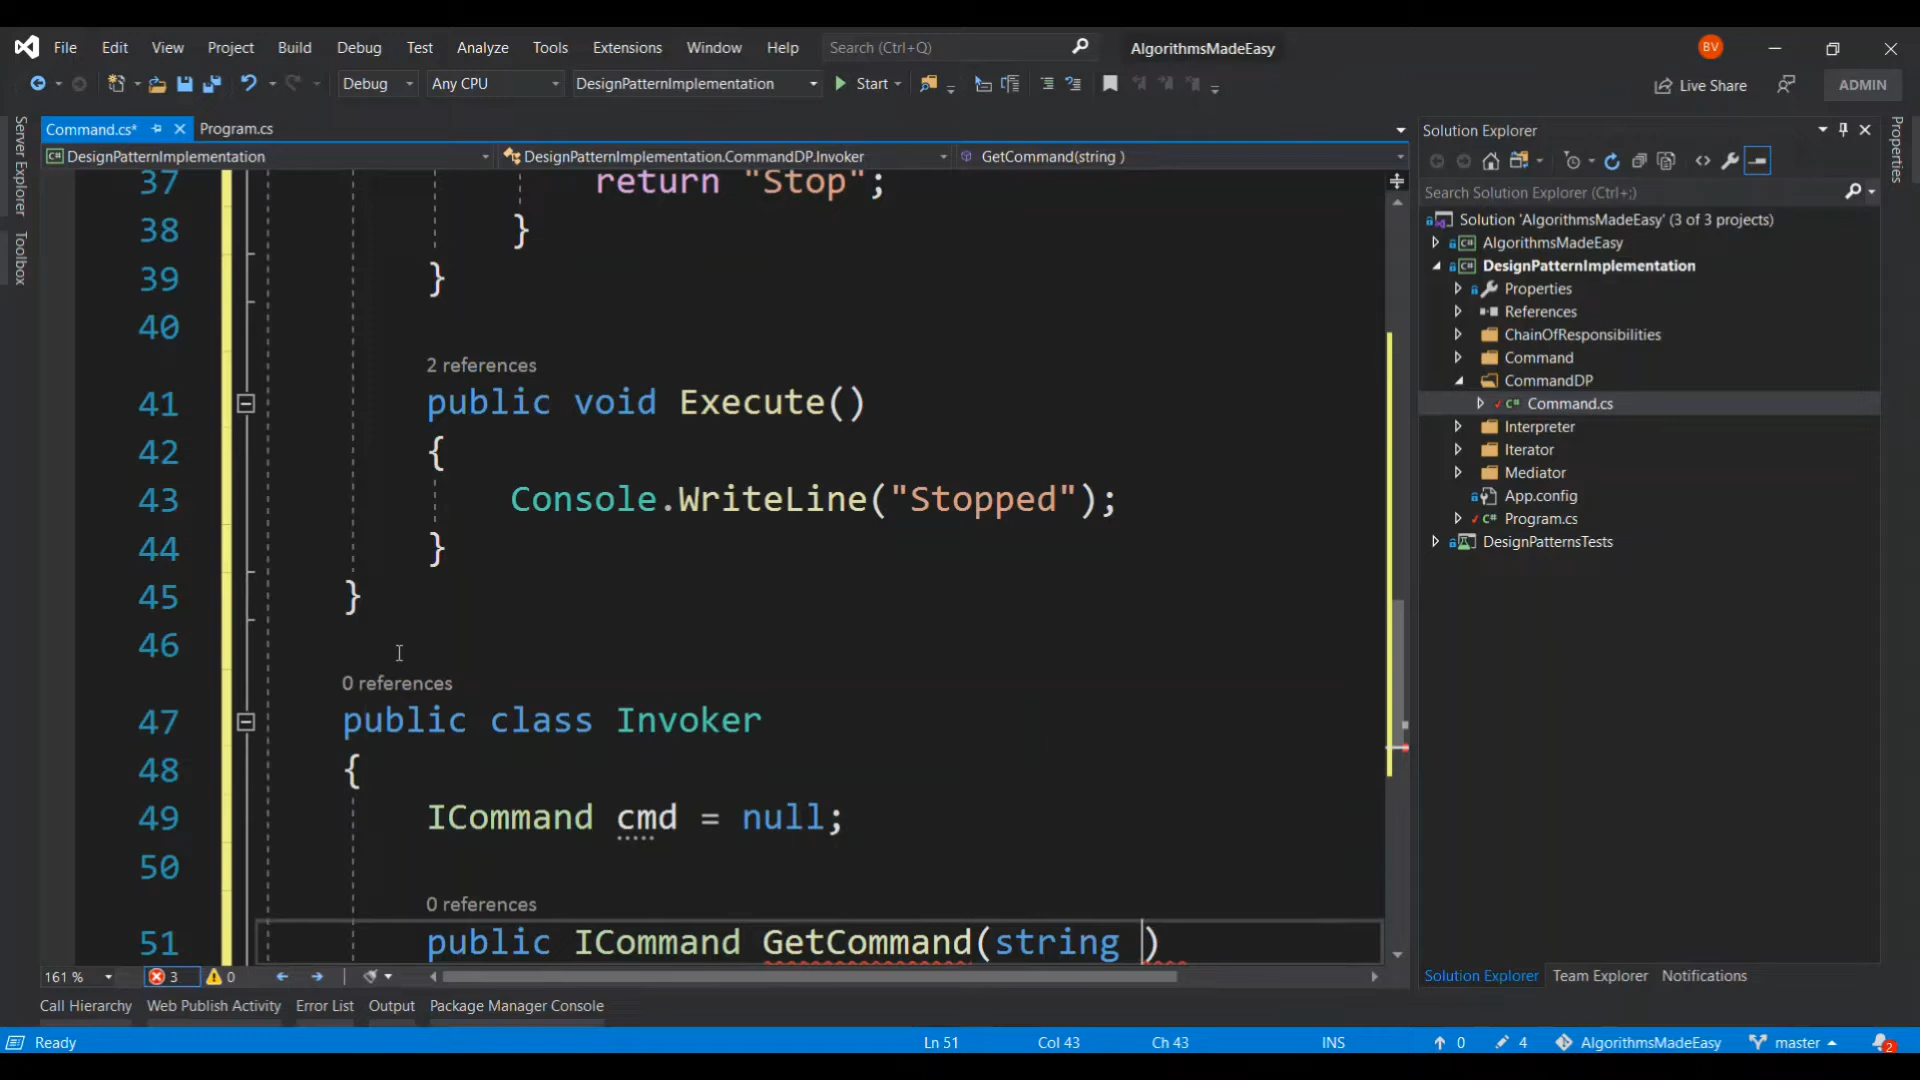 File Edit View Project Build Debug Test Analyze Tools Extensions Window Help Search (Ctrl+Q) AlgorithmsMadeEasy BV
Debug Any CPU DesignPatternImplementation Start Live Share ADMIN
Server Explorer
Toolbox
Command.cs* Program.cs
DesignPatternImplementation DesignPatternImplementation.CommandDP.Invoker GetCommand(string )
37 return "Stop";
38 }
39 }
40
2 references
41 public void Execute()
42 {
43 Console.WriteLine("Stopped");
44 }
45 }
46
0 references
47 public class Invoker
48 {
49 ICommand cmd = null;
50
0 references
51 public ICommand GetCommand(string )
161 % 3 0
Call Hierarchy Web Publish Activity Error List Output Package Manager Console
Solution Explorer
Search Solution Explorer (Ctrl+;)
Solution 'AlgorithmsMadeEasy' (3 of 3 projects)
C# AlgorithmsMadeEasy
C# DesignPatternImplementation
Properties
References
ChainOfResponsibilities
Command
CommandDP
C# Command.cs
Interpreter
Iterator
Mediator
App.config
C# Program.cs
DesignPatternsTests
Solution Explorer Team Explorer Notifications
Properties
Ready Ln 51 Col 43 Ch 43 INS 0 4 AlgorithmsMadeEasy master 2